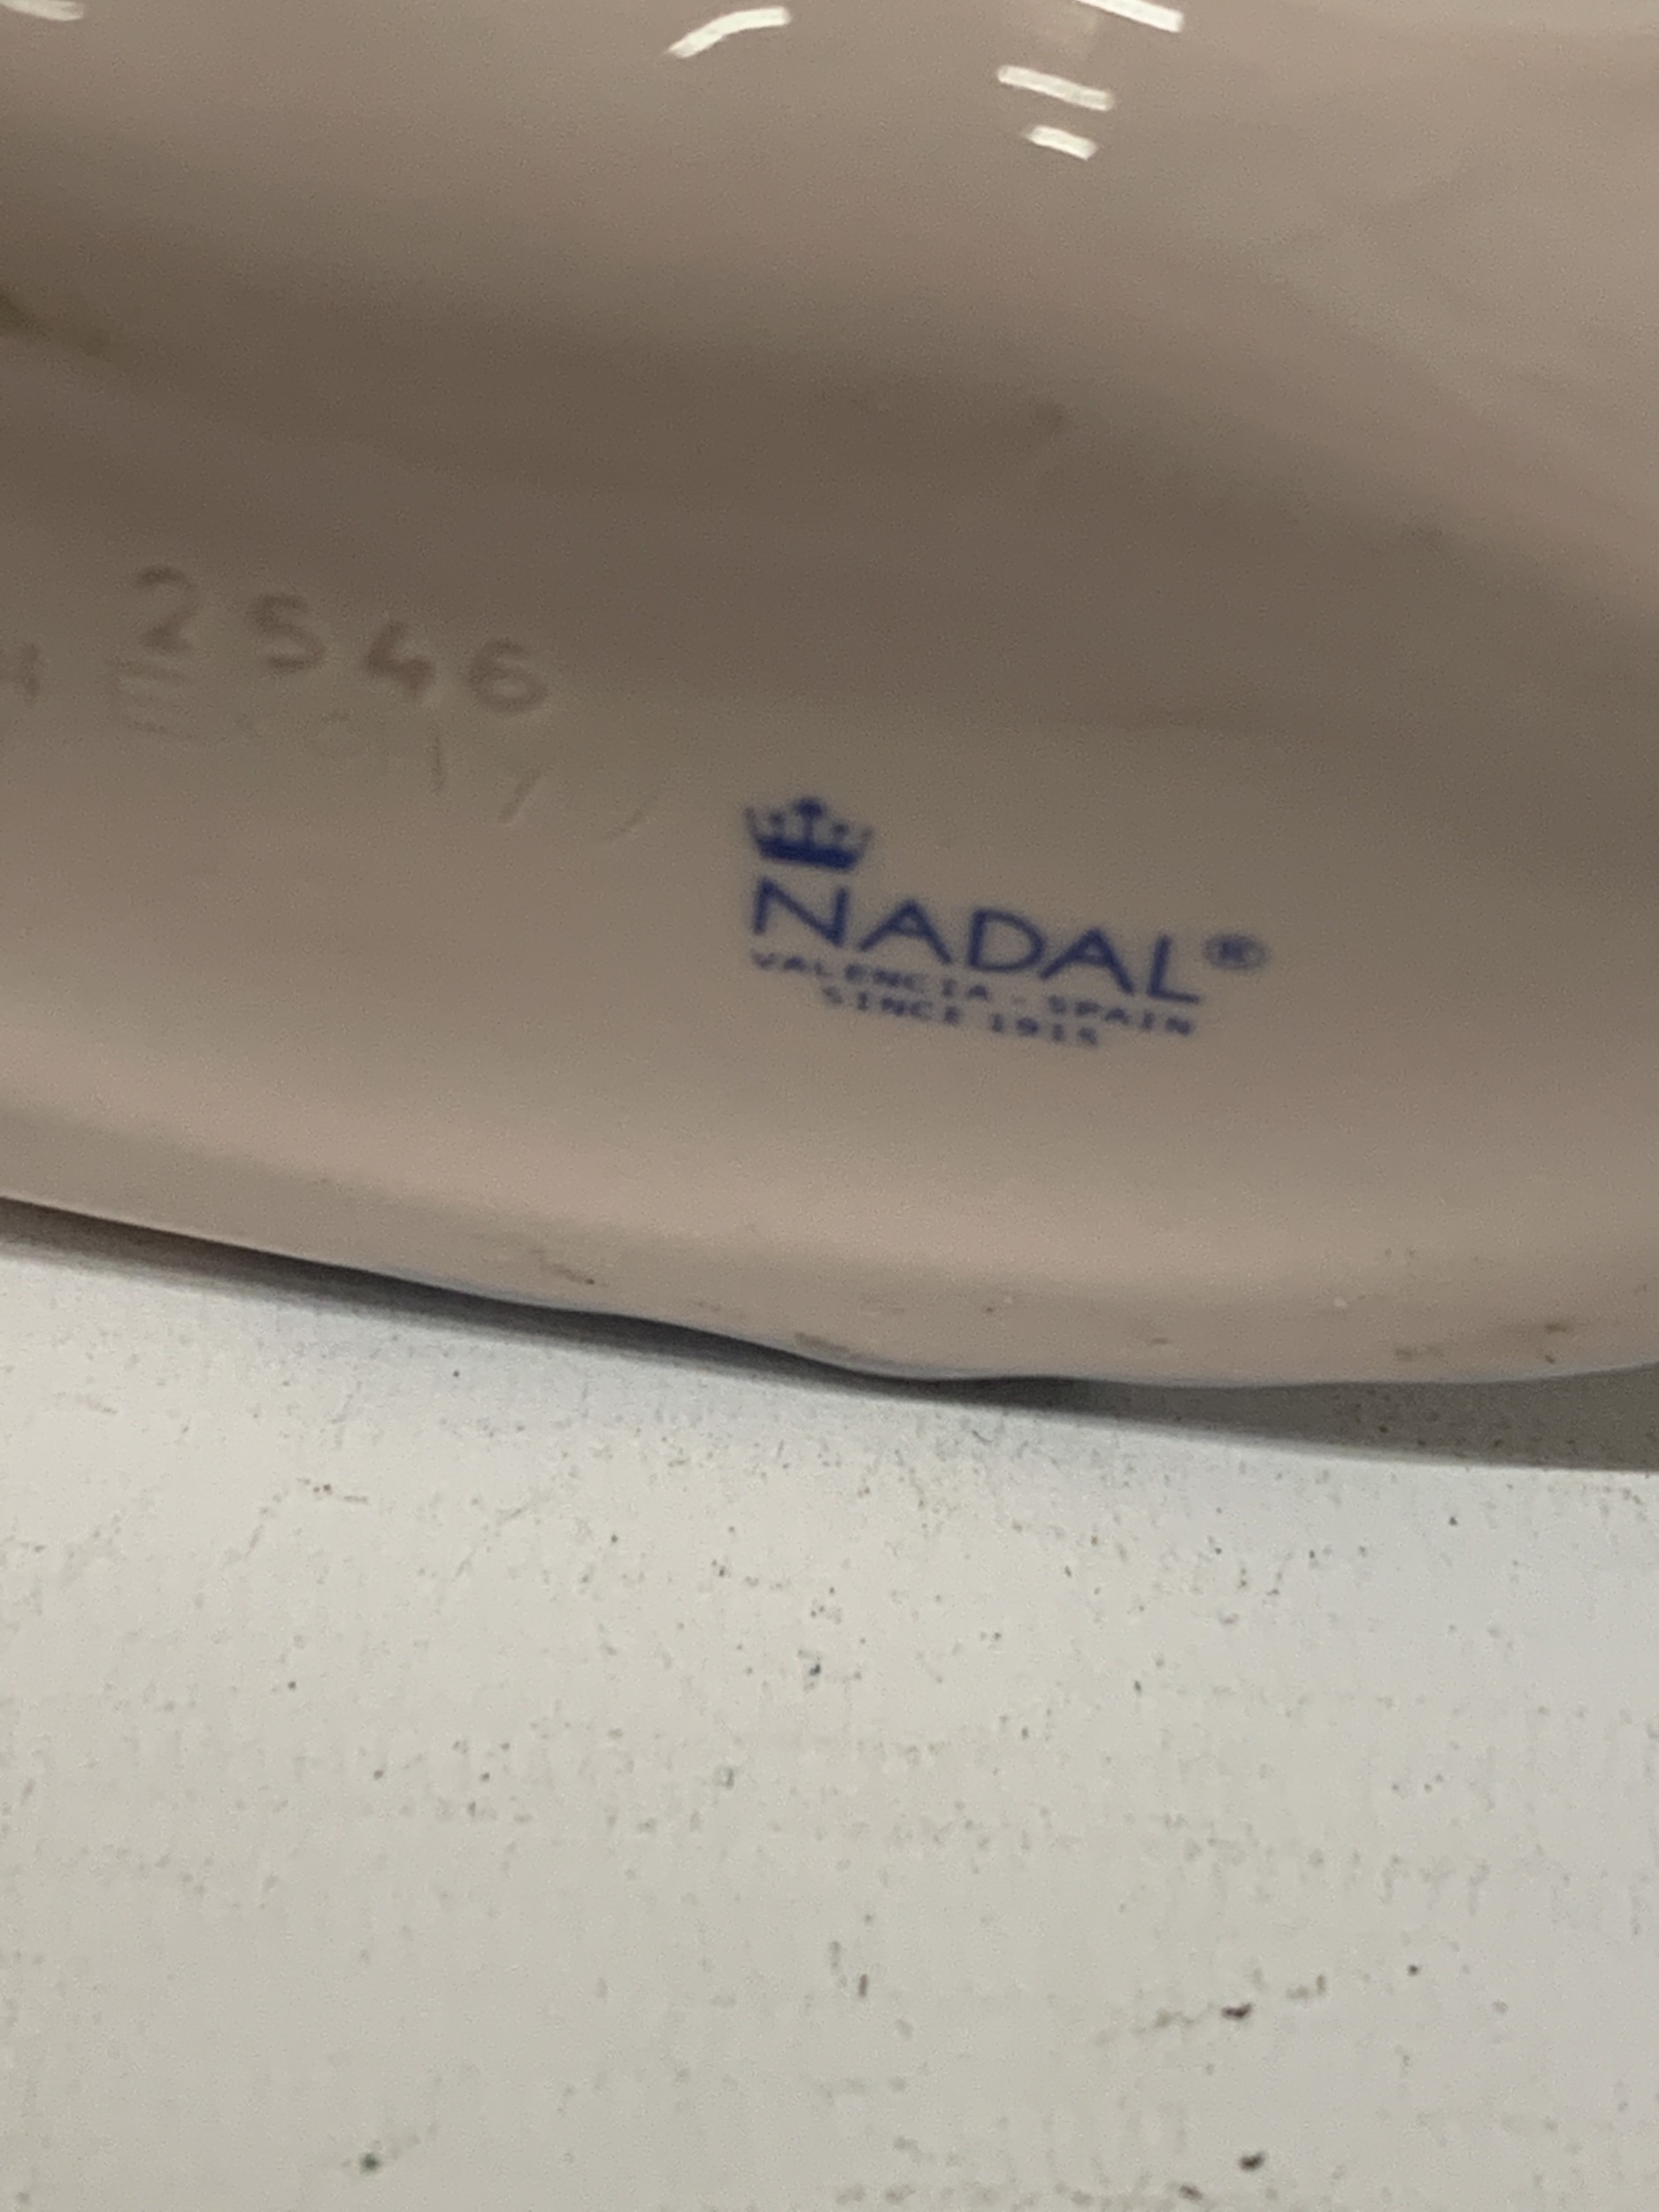 2546
NADAL®
VALENCIA - SPAIN
SINCE 1915